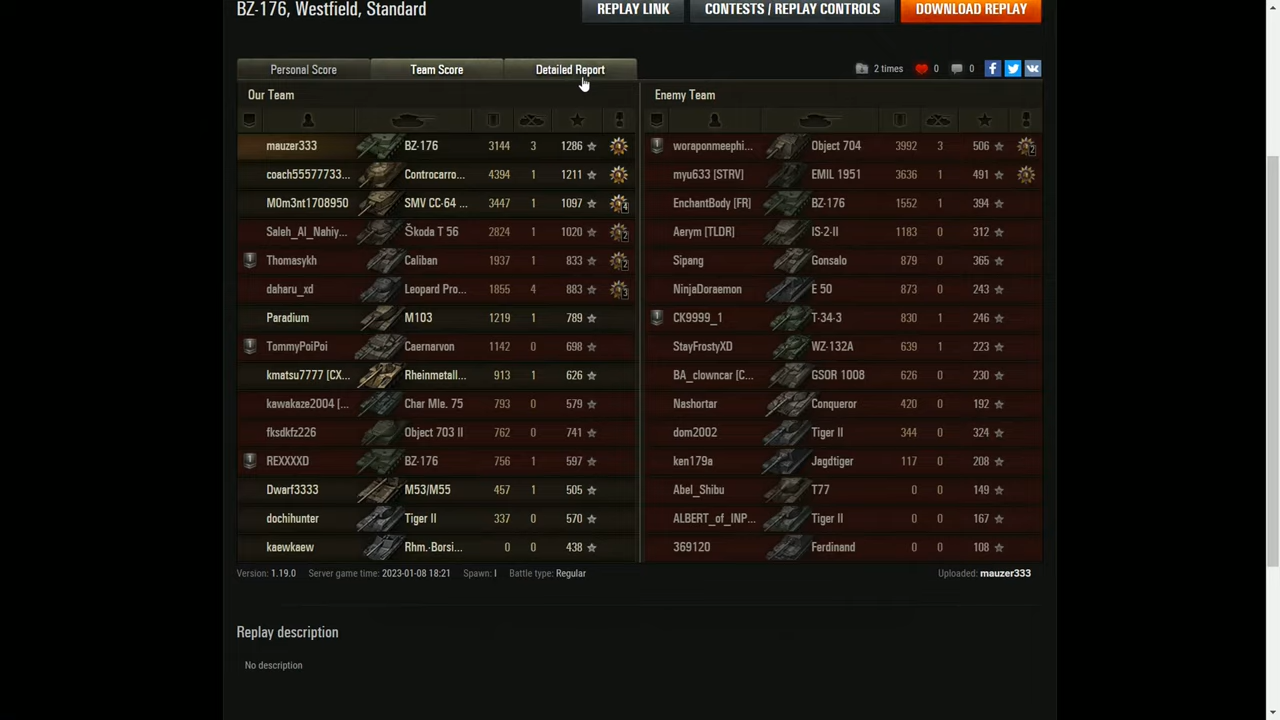 BZ-176, Westfield, Standard
REPLAY LINK
CONTESTS / REPLAY CONTROLS
DOWNLOAD REPLAY
Personal Score
Team Score
Detailed Report
2 times
0
0
Our Team
Enemy Team
mauzer333 BZ-176 3144 3 1286
woraponmeephi... Object 704 3992 3 506 2
coach55577733... Controcarro... 4394 1 1211
myu633 [STRV] EMIL 1951 3636 1 491
M0m3nt1708950 SMV CC-64 ... 3447 1 1097 4
EnchantBody [FR] BZ-176 1552 1 394
Saleh_Al_Nahiy... Škoda T 56 2824 1 1020 2
Aerym [TLDR] IS-2-II 1183 0 312
Thomasykh Caliban 1937 1 833 2
Sipang Gonsalo 879 0 365
daharu_xd Leopard Pro... 1855 4 883 3
NinjaDoraemon E 50 873 0 243
Paradium M103 1219 1 789
CK9999_1 T-34-3 830 1 246
TommyPoiPoi Caernarvon 1142 0 698
StayFrostyXD WZ-132A 639 1 223
kmatsu7777 [CX... Rheinmetall... 913 1 626
BA_clowncar [C... GSOR 1008 626 0 230
kawakaze2004 [... Char Mle. 75 793 0 579
Nashortar Conqueror 420 0 192
fksdkfz226 Object 703 II 762 0 741
dom2002 Tiger II 344 0 324
REXXXXD BZ-176 756 1 597
ken179a Jagdtiger 117 0 208
Dwarf3333 M53/M55 457 1 505
Abel_Shibu T77 0 0 149
dochihunter Tiger II 337 0 570
ALBERT_of_INP... Tiger II 0 0 167
kaewkaew Rhm.-Borsi... 0 0 438
369120 Ferdinand 0 0 108
Version: 1.19.0 Server game time: 2023-01-08 18:21 Spawn: I Battle type: Regular
Uploaded: mauzer333
Replay description
No description